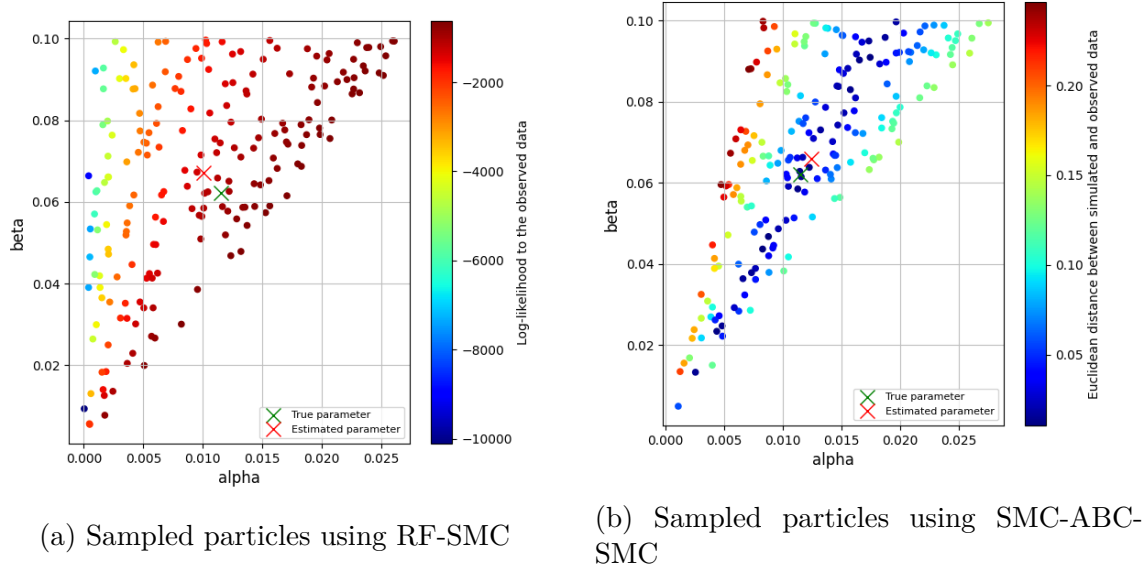 0.10
0.08
0.06
0.04
0.02
beta
0.000
0.005
0.010
0.015
0.020
0.025
alpha
True parameter
Estimated parameter
−2000
−4000
−6000
−8000
−10000
Log-likelihood to the observed data
(a) Sampled particles using RF-SMC
0.10
0.08
0.06
0.04
0.02
beta
0.000
0.005
0.010
0.015
0.020
0.025
alpha
True parameter
Estimated parameter
0.20
0.15
0.10
0.05
Euclidean distance between simulated and observed data
(b) Sampled particles using SMC-ABC-
SMC